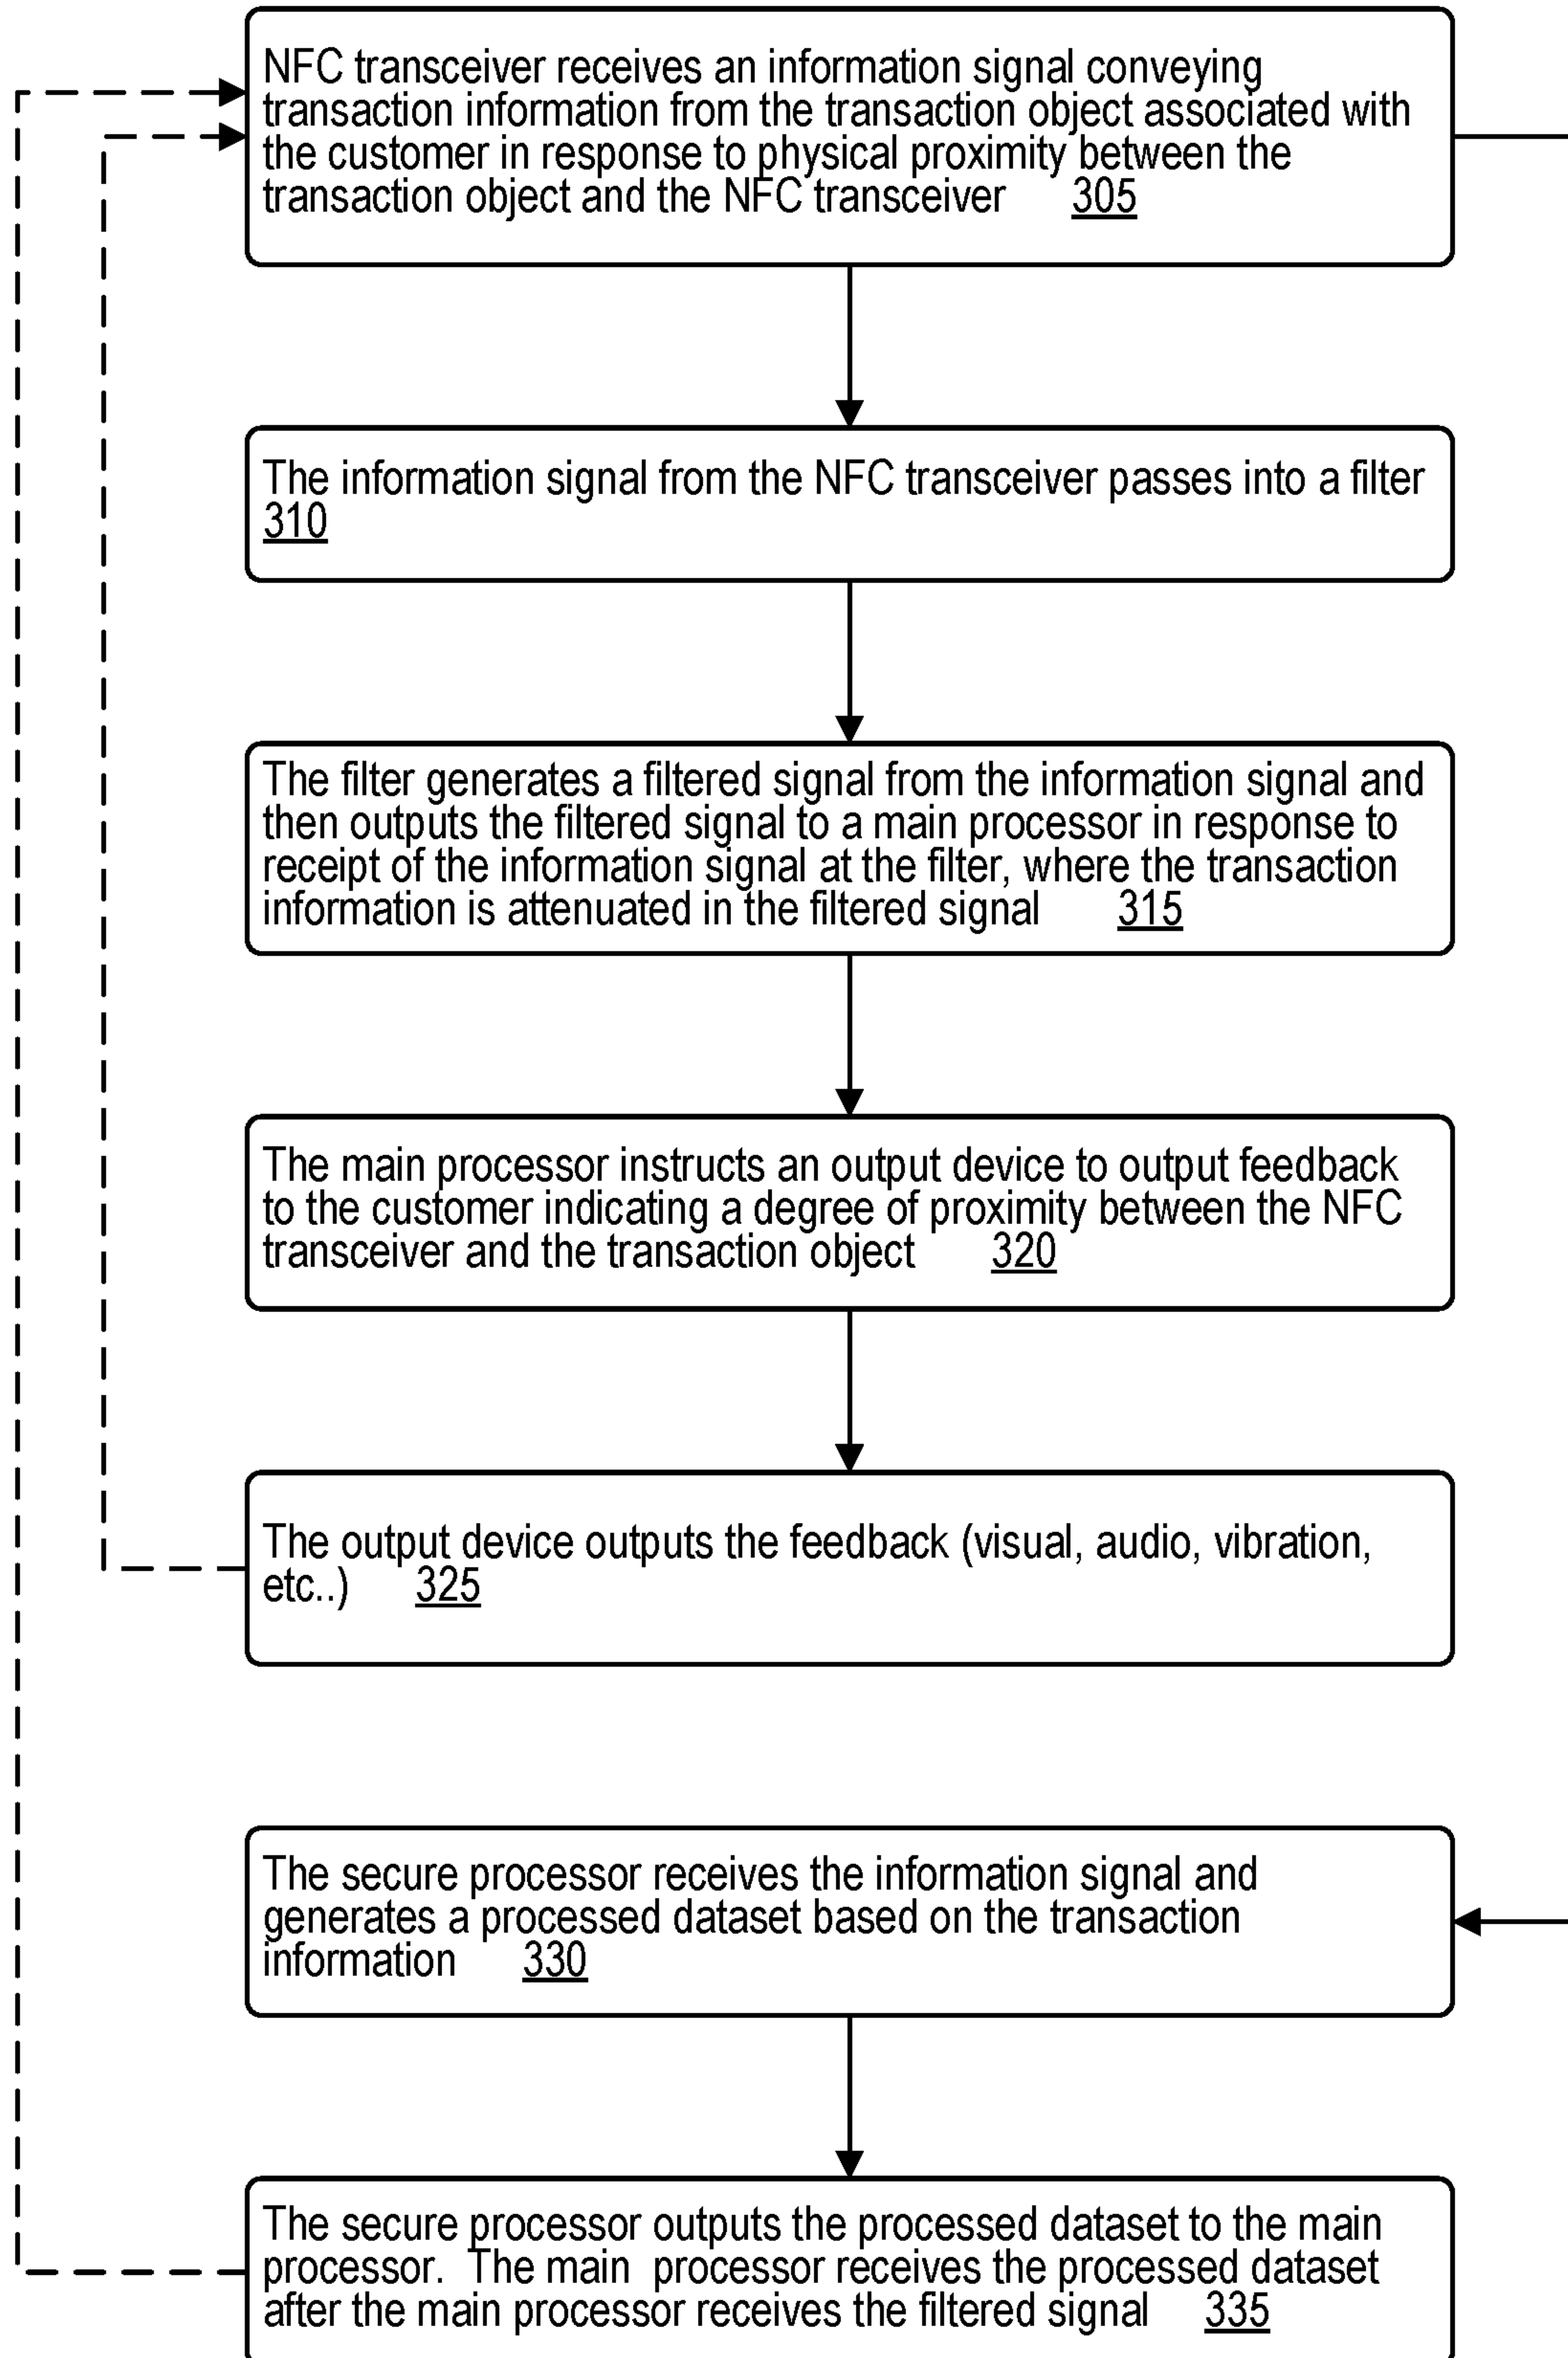 NFC transceiver receives an information signal conveying
transaction information from the transaction object associated with
the customer in response to physical proximity between the
transaction object and the NFC transceiver 305
The information signal from the NFC transceiver passes into a filter
310
The filter generates a filtered signal from the information signal and
then outputs the filtered signal to a main processor in response to
receipt of the information signal at the filter, where the transaction
information is attenuated in the filtered signal 315
The main processor instructs an output device to output feedback
to the customer indicating a degree of proximity between the NFC
transceiver and the transaction object 320
The output device outputs the feedback (visual, audio, vibration,
etc..) 325
The secure processor receives the information signal and
generates a processed dataset based on the transaction
information 330
The secure processor outputs the processed dataset to the main
processor. The main processor receives the processed dataset
after the main processor receives the filtered signal 335